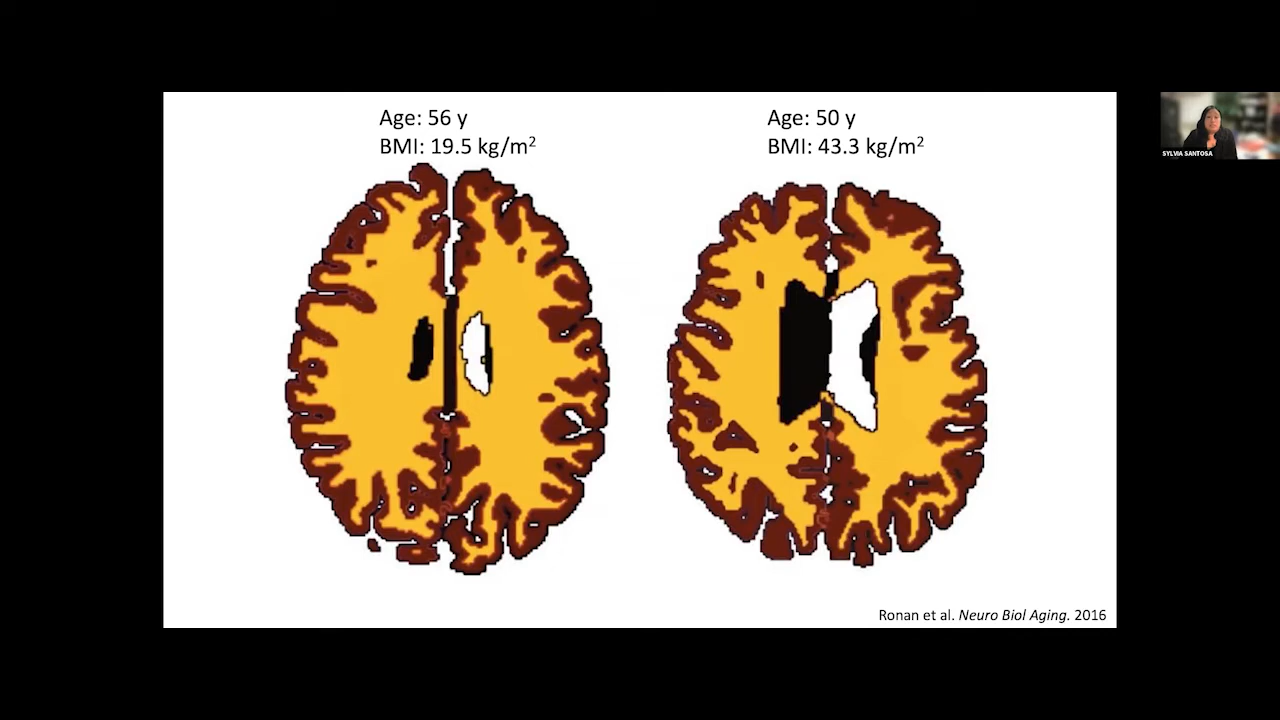 Age: 56 y
BMI: 19.5 kg/m²
Age: 50 y
BMI: 43.3 kg/m²
SYLVIA SANTOSA
Ronan et al. Neuro Biol Aging. 2016